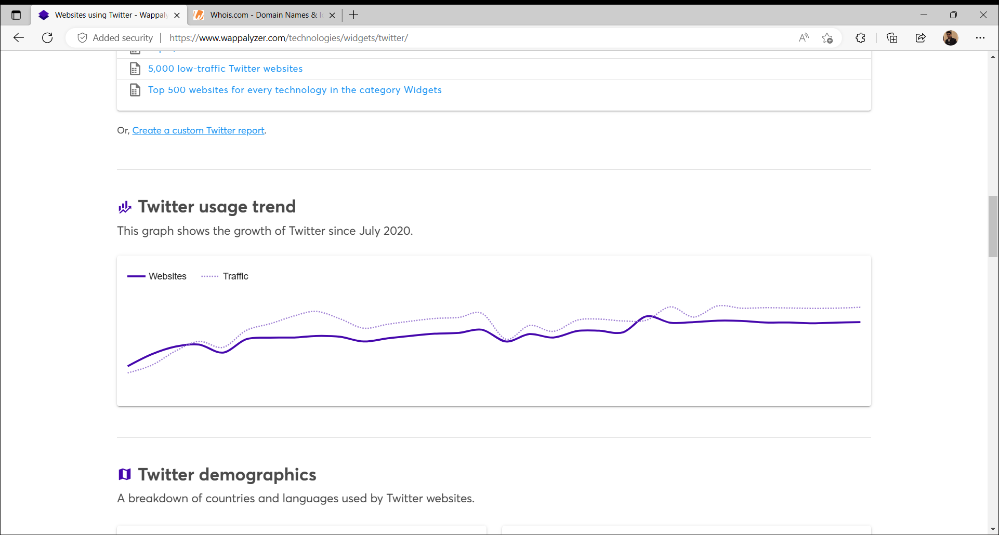 Websites using Twitter - Wappaly
Whois.com - Domain Names &
Added security
https://www.wappalyzer.com/technologies/widgets/twitter/
5,000 low-traffic Twitter websites
Top 500 websites for every technology in the category Widgets
Or, Create a custom Twitter report.
Twitter usage trend
This graph shows the growth of Twitter since July 2020.
Websites
Traffic
Twitter demographics
A breakdown of countries and languages used by Twitter websites.